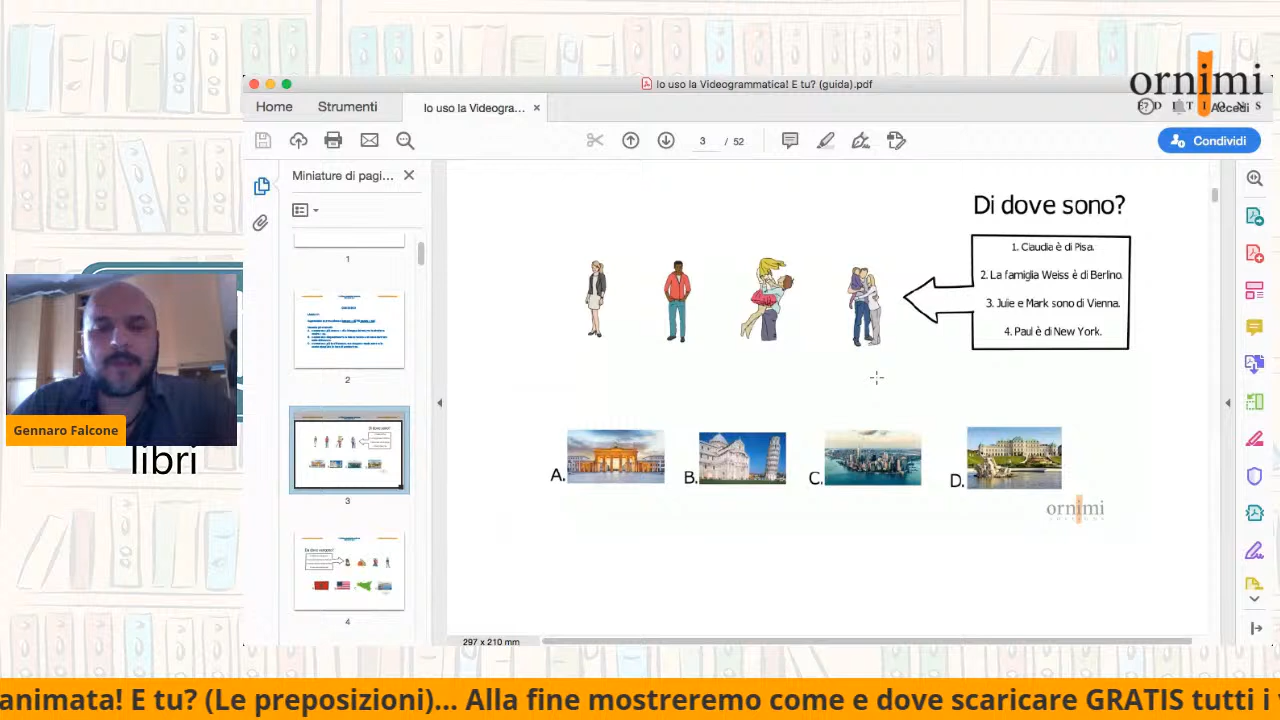 Io uso la Videogrammatica! E tu? (guida).pdf
ornimi
EDITIONS
Home
Strumenti
Io uso la Videogra...
Accedi
3 / 52
Condividi
Miniature di pagi...
1
2
3
4
Di dove sono?
1. Claudia è di Pisa.
2. La famiglia Weiss è di Berlino.
3. Julie e Mark sono di Vienna.
4. Paul è di New York.
A.
B.
C.
D.
ornimi
297 x 210 mm
Gennaro Falcone
libri
animata! E tu? (Le preposizioni)... Alla fine mostreremo come e dove scaricare GRATIS tutti i